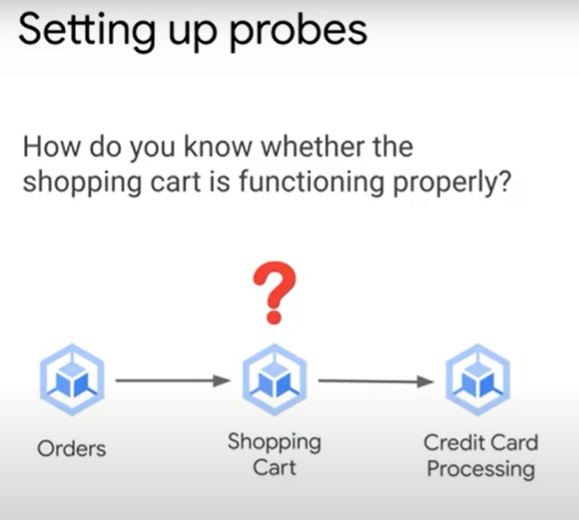 Setting up probes
How do you know whether the
shopping cart is functioning properly?
?
Orders
Shopping
Cart
Credit Card
Processing